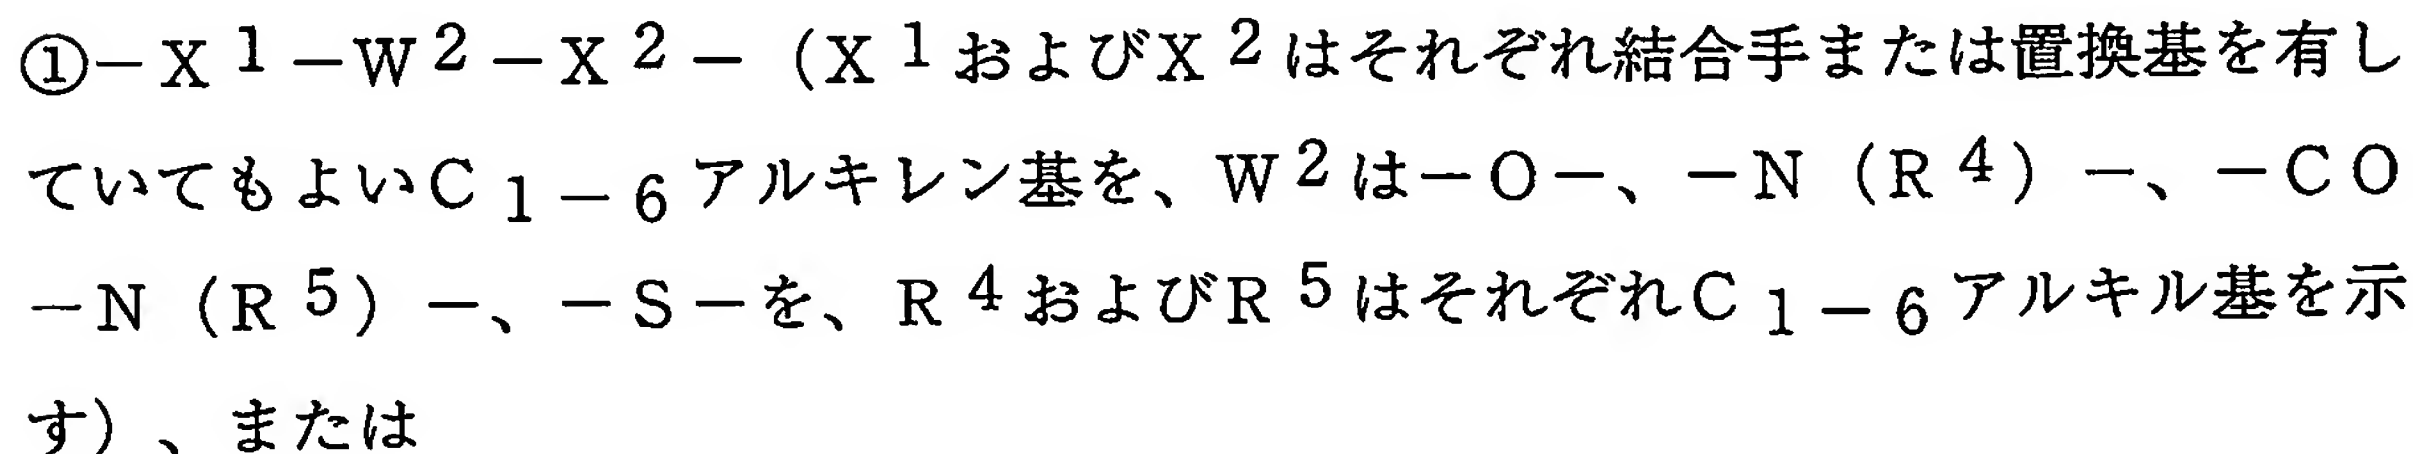 ①－X¹－W²－X²－（X¹およびX²はそれぞれ結合手または置換基を有し
ていてもよいC₁₋₆アルキレン基を、W²は－O－、－N（R⁴）－、－CO
－N（R⁵）－、－S－を、R⁴およびR⁵はそれぞれC₁₋₆アルキル基を示
す）、または